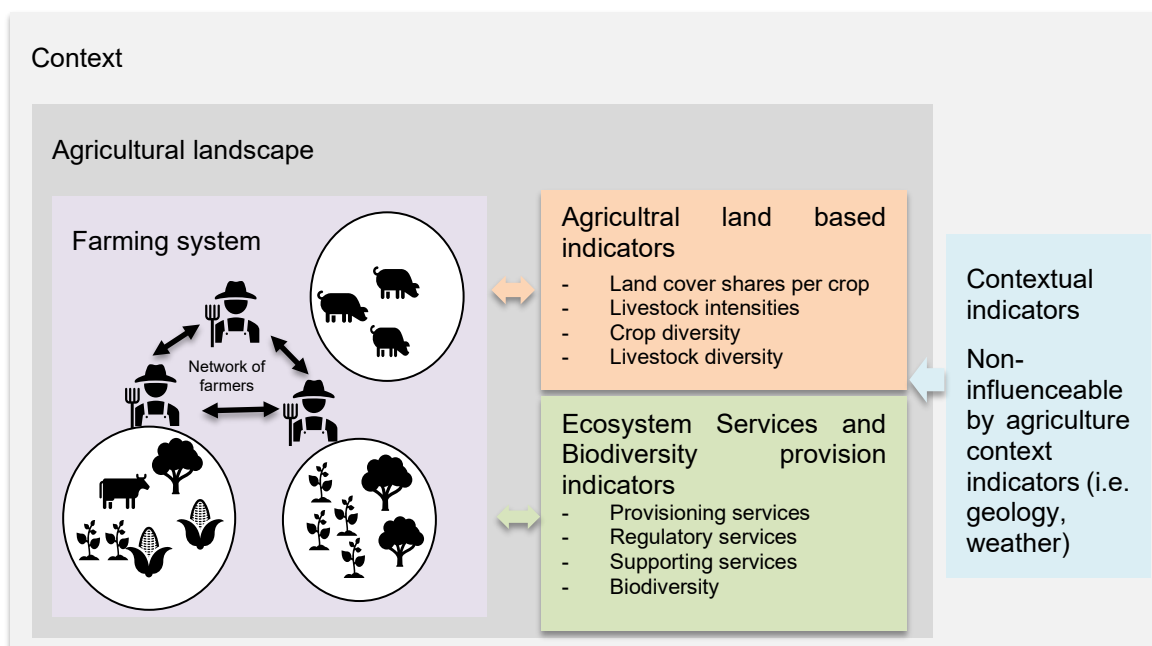 Context
Agricultural landscape
Farming system
Network of
farmers
Agricultral land based
indicators
- Land cover shares per crop
- Livestock intensities
- Crop diversity
- Livestock diversity
Ecosystem Services and
Biodiversity provision
indicators
- Provisioning services
- Regulatory services
- Supporting services
- Biodiversity
Contextual
indicators
Non-
influenceable
by agriculture
context
indicators (i.e.
geology,
weather)